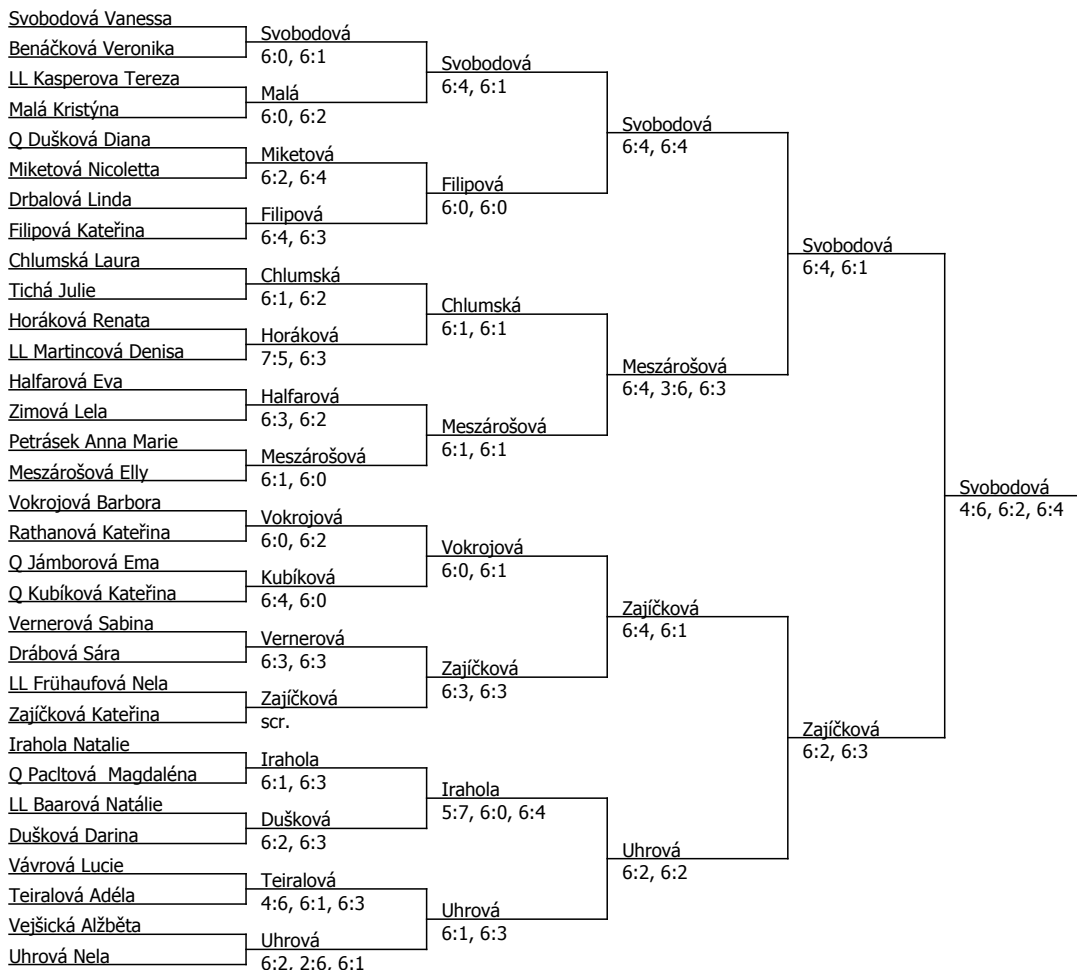 Svobodová Vanessa
Benáčková Veronika
LL Kasperova Tereza
Malá Kristýna
Q Dušková Diana
Miketová Nicoletta
Drbalová Linda
Filipová Kateřina
Chlumská Laura
Tichá Julie
Horáková Renata
LL Martincová Denisa
Halfarová Eva
Zimová Lela
Petrásek Anna Marie
Meszárošová Elly
Vokrojová Barbora
Rathanová Kateřina
Q Jámborová Ema
Q Kubíková Kateřina
Vernerová Sabina
Drábová Sára
LL Frühaufová Nela
Zajíčková Kateřina
Irahola Natalie
Q Pacltová  Magdaléna
LL Baarová Natálie
Dušková Darina
Vávrová Lucie
Teiralová Adéla
Vejšická Alžběta
Uhrová Nela
Svobodová
6:0, 6:1
Malá
6:0, 6:2
Miketová
6:2, 6:4
Filipová
6:4, 6:3
Chlumská
6:1, 6:2
Horáková
7:5, 6:3
Halfarová
6:3, 6:2
Meszárošová
6:1, 6:0
Vokrojová
6:0, 6:2
Kubíková
6:4, 6:0
Vernerová
6:3, 6:3
Zajíčková
scr.
Irahola
6:1, 6:3
Dušková
6:2, 6:3
Teiralová
4:6, 6:1, 6:3
Uhrová
6:2, 2:6, 6:1
Svobodová
6:4, 6:1
Filipová
6:0, 6:0
Chlumská
6:1, 6:1
Meszárošová
6:1, 6:1
Vokrojová
6:0, 6:1
Zajíčková
6:3, 6:3
Irahola
5:7, 6:0, 6:4
Uhrová
6:1, 6:3
Svobodová
6:4, 6:4
Meszárošová
6:4, 3:6, 6:3
Zajíčková
6:4, 6:1
Uhrová
6:2, 6:2
Svobodová
6:4, 6:1
Zajíčková
6:2, 6:3
Svobodová
4:6, 6:2, 6:4